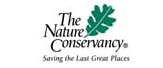 The
Nature
Conservancy®
Saving the Last Great Places